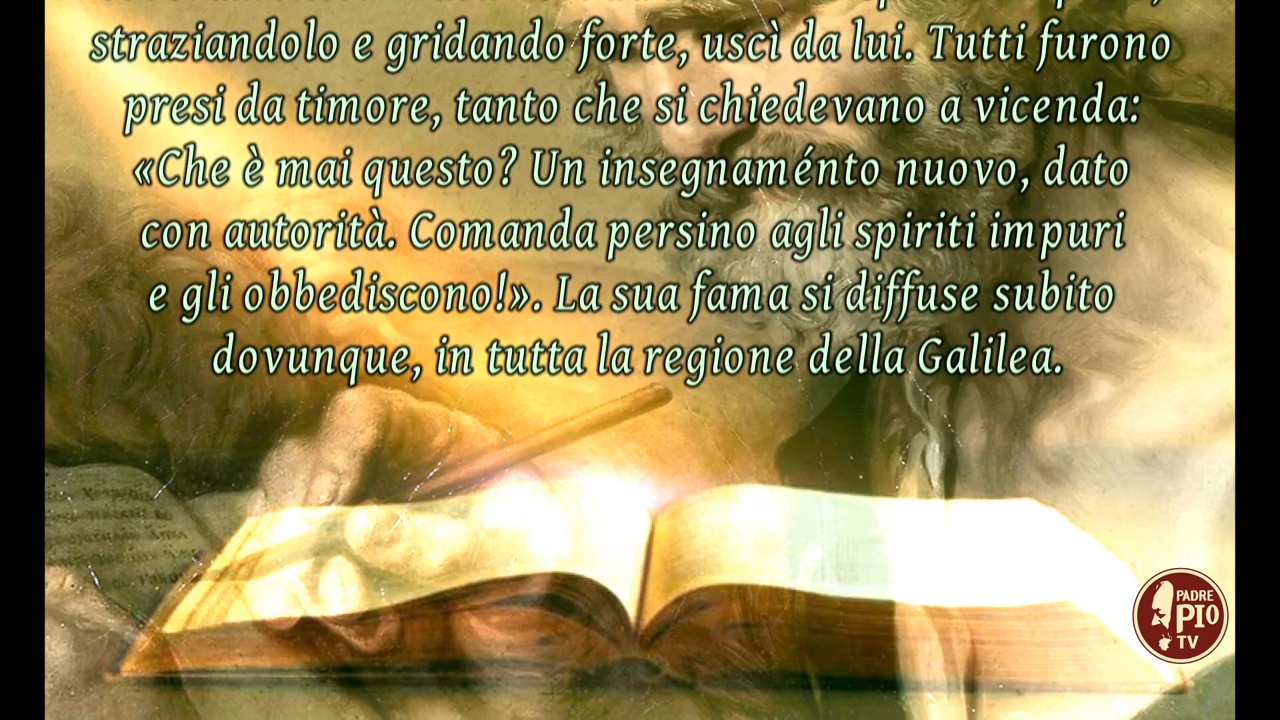 straziandolo e gridando forte, uscì da lui. Tutti furono
presi da timore, tanto che si chiedevano a vicenda:
«Che è mai questo? Un insegnaménto nuovo, dato
con autorità. Comanda persino agli spiriti impuri
e gli obbediscono!». La sua fama si diffuse subito
dovunque, in tutta la regione della Galilea.
PADRE
PIO
TV